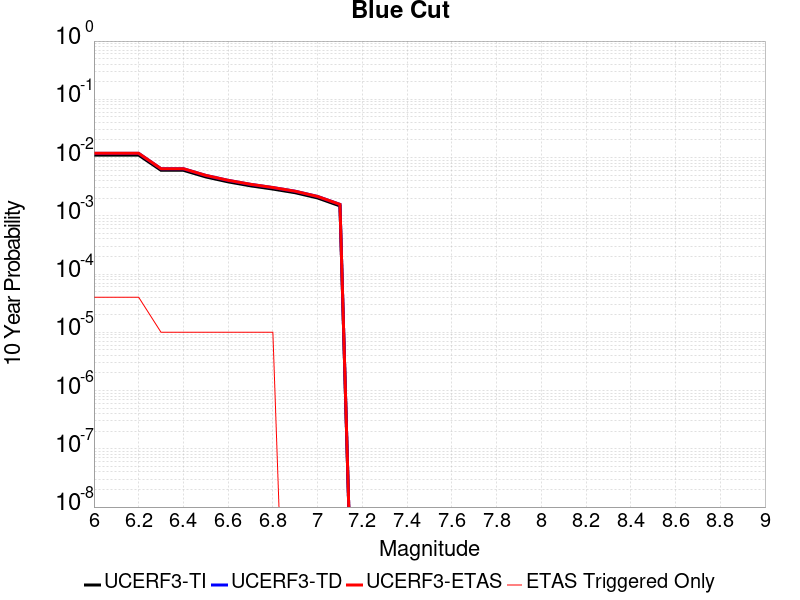 Blue Cut
10 Year Probability
10^0
10^-1
10^-2
10^-3
10^-4
10^-5
10^-6
10^-7
10^-8
6 6.2 6.4 6.6 6.8 7 7.2 7.4 7.6 7.8 8 8.2 8.4 8.6 8.8 9
Magnitude
UCERF3-TI UCERF3-TD UCERF3-ETAS ETAS Triggered Only